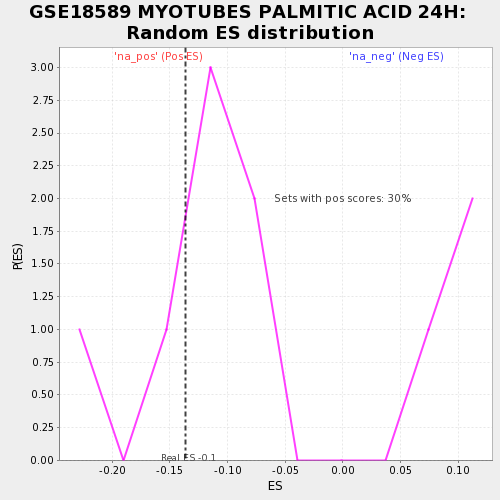 GSE18589 MYOTUBES PALMITIC ACID 24H:
Random ES distribution
'na_pos' (Pos ES)
'na_neg' (Neg ES)
3.00
2.75
2.50
2.25
2.00
1.75
1.50
1.25
1.00
0.75
0.50
0.25
0.00
P(ES)
Sets with pos scores: 30%
Real ES -0.1
-0.20
-0.15
-0.10
-0.05
0.00
0.05
0.10
ES